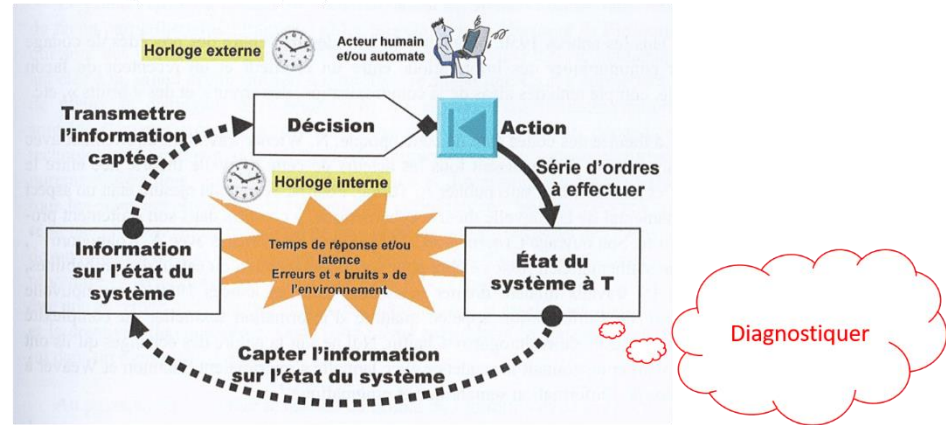 Horloge externe
Acteur humain
et/ou automate
Transmettre
l'information
captée
Décision
Action
Série d'ordres
à effectuer
Horloge interne
Information
sur l'état du
système
Temps de réponse et/ou
latence
Erreurs et « bruits » de
l'environnement
État du
système à T
Capter l'information
sur l'état du système
Diagnostiquer